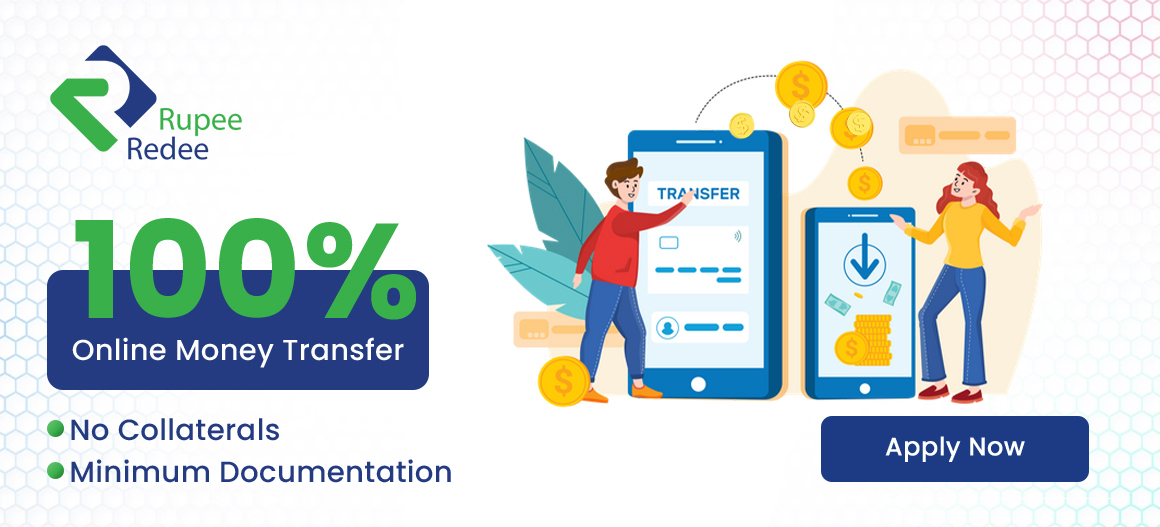 Rupee
Redee
100%
Online Money Transfer
No Collaterals
Minimum Documentation
TRANSFER
$
$
$
$
$
$
$
$
Apply Now